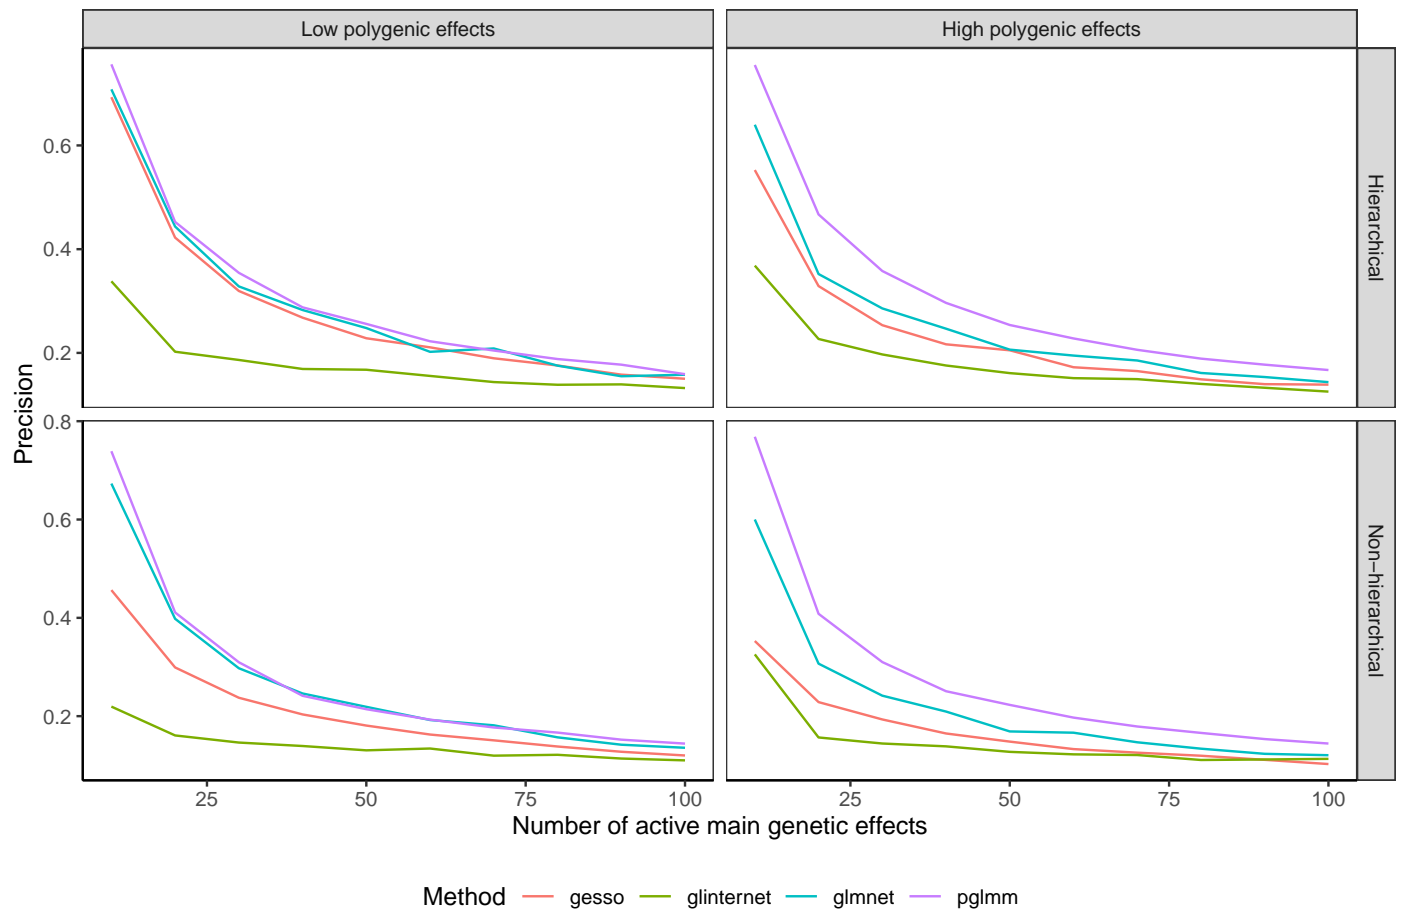 Low polygenic effects
High polygenic effects
Precision
0.6
0.4
0.2
Hierarchical
0.8
0.6
0.4
0.2
Non−hierarchical
25
50
75
100
25
50
75
100
Number of active main genetic effects
Method gesso glinternet glmnet pglmm